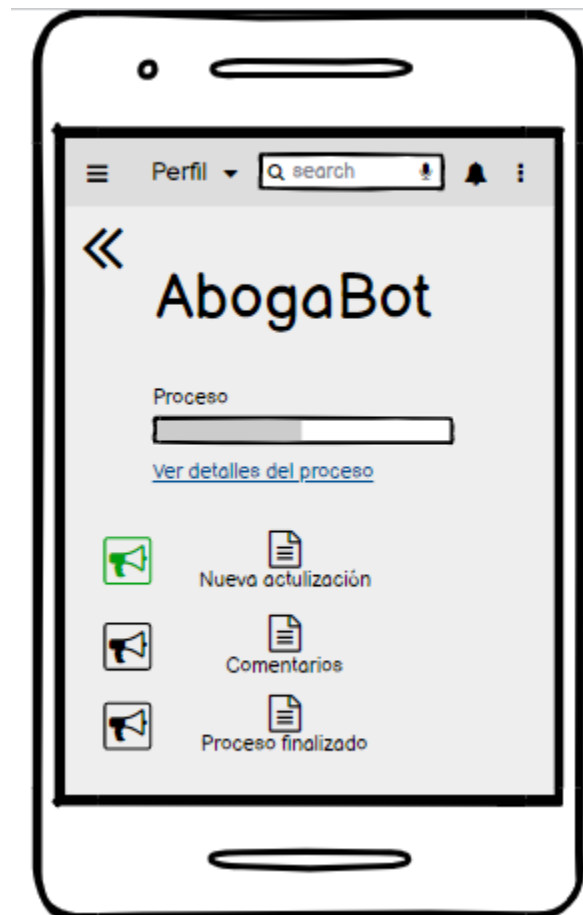 Perfil search
AbogaBot
Proceso
Ver detalles del proceso
Nueva actulización
Comentarios
Proceso finalizado